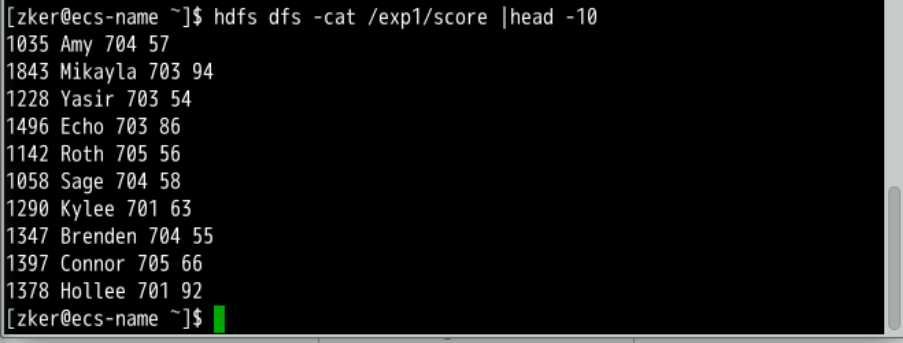 [zker@ecs-name ~]$ hdfs dfs -cat /exp1/score |head -10
1035 Amy 704 57
1843 Mikayla 703 94
1228 Yasir 703 54
1496 Echo 703 86
1142 Roth 705 56
1058 Sage 704 58
1290 Kylee 701 63
1347 Brenden 704 55
1397 Connor 705 66
1378 Hollee 701 92
[zker@ecs-name ~]$